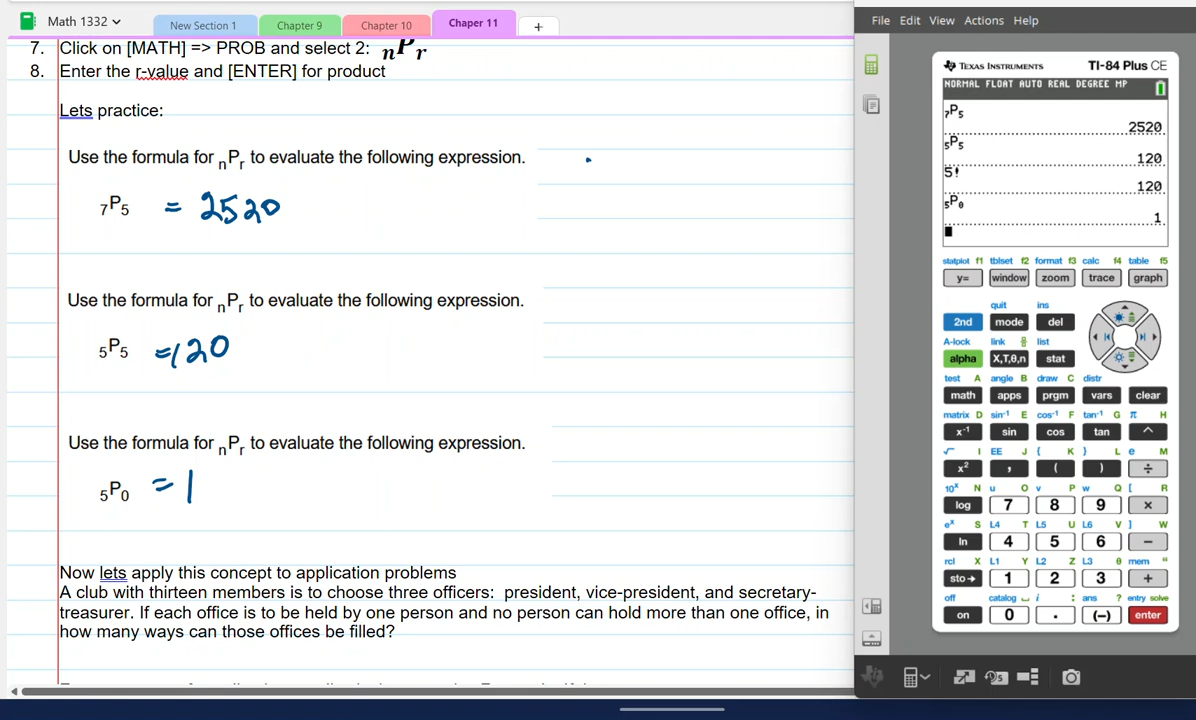 Math 1332
New Section 1
Chapter 9
Chapter 10
Chaper 11
+
7. Click on [MATH] => PROB and select 2: nPr
8. Enter the r-value and [ENTER] for product
Lets practice:
Use the formula for nPr to evaluate the following expression.
7P5 = 2520
Use the formula for nPr to evaluate the following expression.
5P5 =120
Use the formula for nPr to evaluate the following expression.
5P0 = 1
Now lets apply this concept to application problems
A club with thirteen members is to choose three officers: president, vice-president, and secretary-
treasurer. If each office is to be held by one person and no person can hold more than one office, in
how many ways can those offices be filled?
File Edit View Actions Help
TEXAS INSTRUMENTS TI-84 Plus CE
NORMAL FLOAT AUTO REAL DEGREE MP
7P5
2520
5P5
120
5!
120
5P0
1
statplot f1 tblset f2 format f3 calc f4 table f5
y= window zoom trace graph
quit ins
2nd mode del
A-lock link list
alpha X,T,θ,n stat
test A angle B draw C distr
math apps prgm vars clear
matrix D sin⁻¹ E cos⁻¹ F tan⁻¹ G π H
x⁻¹ sin cos tan ^
√ I EE J { K } L e M
x² , ( ) ÷
10ˣ N u O v P w Q [ R
log 7 8 9 ×
eˣ S L4 T L5 U L6 V ] W
ln 4 5 6 −
rcl X L1 Y L2 Z L3 θ mem "
sto→ 1 2 3 +
off catalog i : ans ? entry solve
on 0 . (−) enter